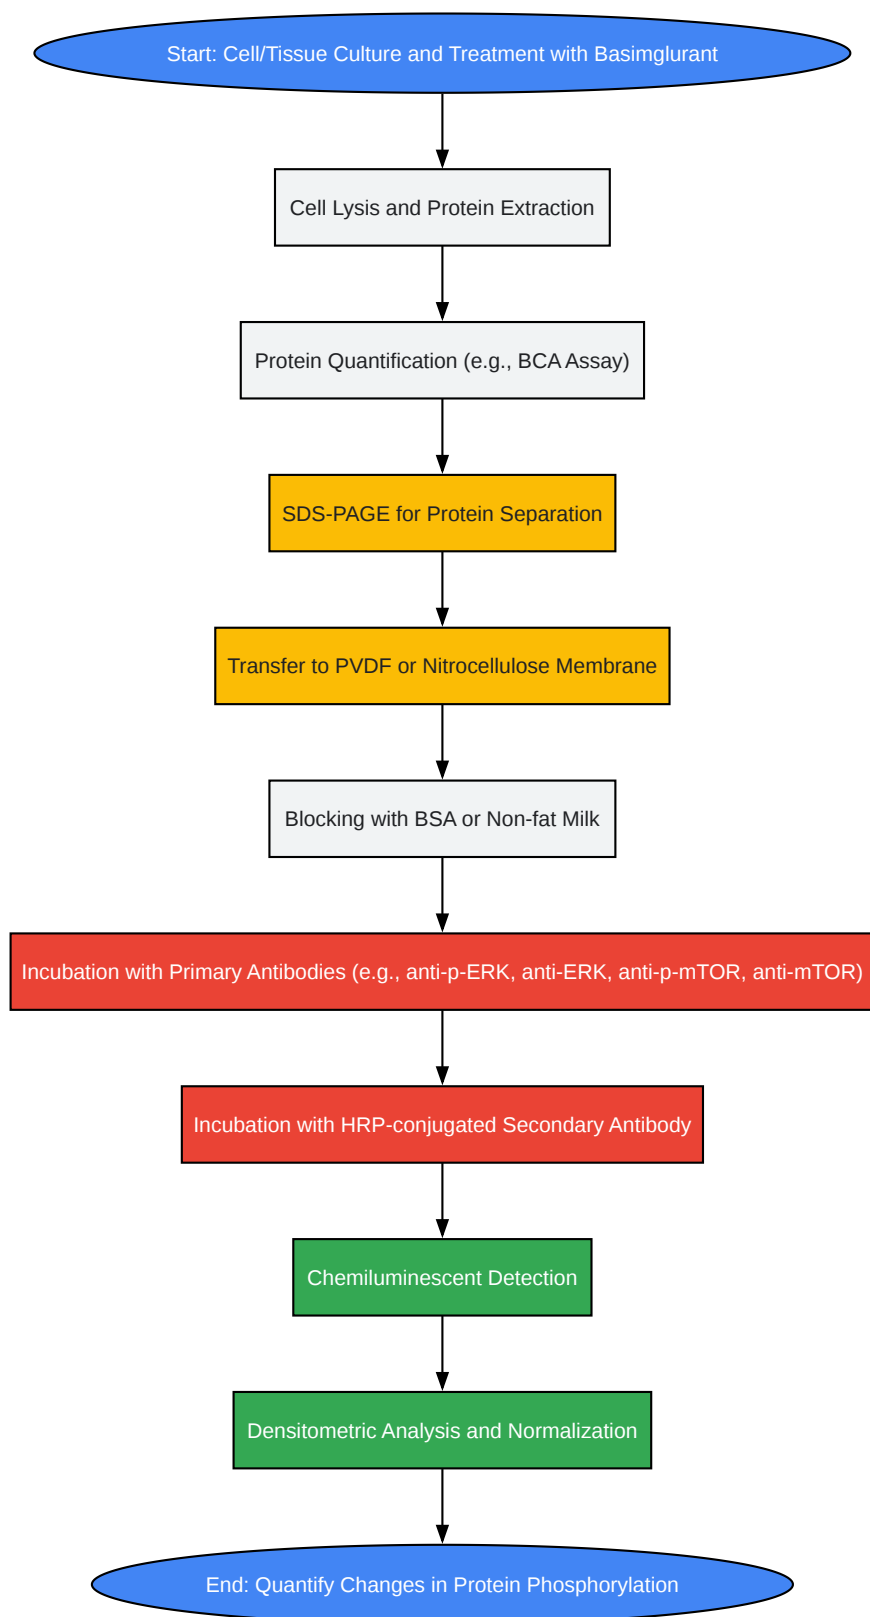 Start: Cell/Tissue Culture and Treatment with Basimglurant
Cell Lysis and Protein Extraction
Protein Quantification (e.g., BCA Assay)
SDS-PAGE for Protein Separation
Transfer to PVDF or Nitrocellulose Membrane
Blocking with BSA or Non-fat Milk
Incubation with Primary Antibodies (e.g., anti-p-ERK, anti-ERK, anti-p-mTOR, anti-mTOR)
Incubation with HRP-conjugated Secondary Antibody
Chemiluminescent Detection
Densitometric Analysis and Normalization
End: Quantify Changes in Protein Phosphorylation